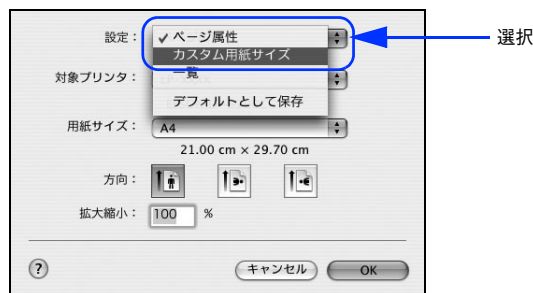 設定： ✓ ページ属性
カスタム用紙サイズ
選択
対象プリンタ： 一覧
デフォルトとして保存
用紙サイズ： A4
21.00 cm × 29.70 cm
方向：
拡大縮小： 100 %
? キャンセル OK